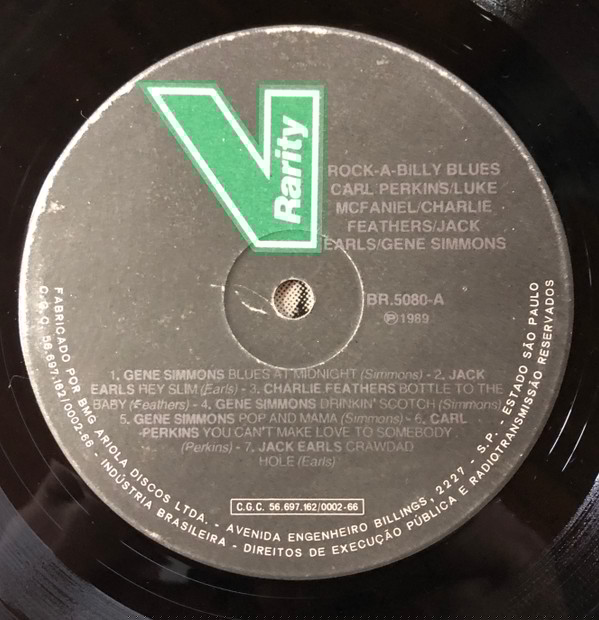 Rarity
ROCK-A-BILLY BLUES
CARL PERKINS/LUKE
MCFANIEL/CHARLIE
FEATHERS/JACK
EARLS/GENE SIMMONS
BR.5080-A
Ⓟ1989
1. GENE SIMMONS BLUES AT MIDNIGHT (Simmons) - 2. JACK
EARLS HEY SLIM (Earls) - 3. CHARLIE FEATHERS BOTTLE TO THE
BABY (Feathers) - 4. GENE SIMMONS DRINKIN' SCOTCH (Simmons)
5. GENE SIMMONS POP AND MAMA (Simmons) - 6. CARL
PERKINS YOU CAN'T MAKE LOVE TO SOMEBODY
(Perkins) - 7. JACK EARLS CRAWDAD
HOLE (Earls)
C.G.C. 56.697.162/0002-66
FABRICADO POR BMG ARIOLA DISCOS LTDA. - AVENIDA ENGENHEIRO BILLINGS, 2227 - S.P. - ESTADO SÃO PAULO
C.G.C. 56.697.162/0002-66 - INDÚSTRIA BRASILEIRA - DIREITOS DE EXECUÇÃO PÚBLICA E RADIOTRANSMISSÃO RESERVADOS